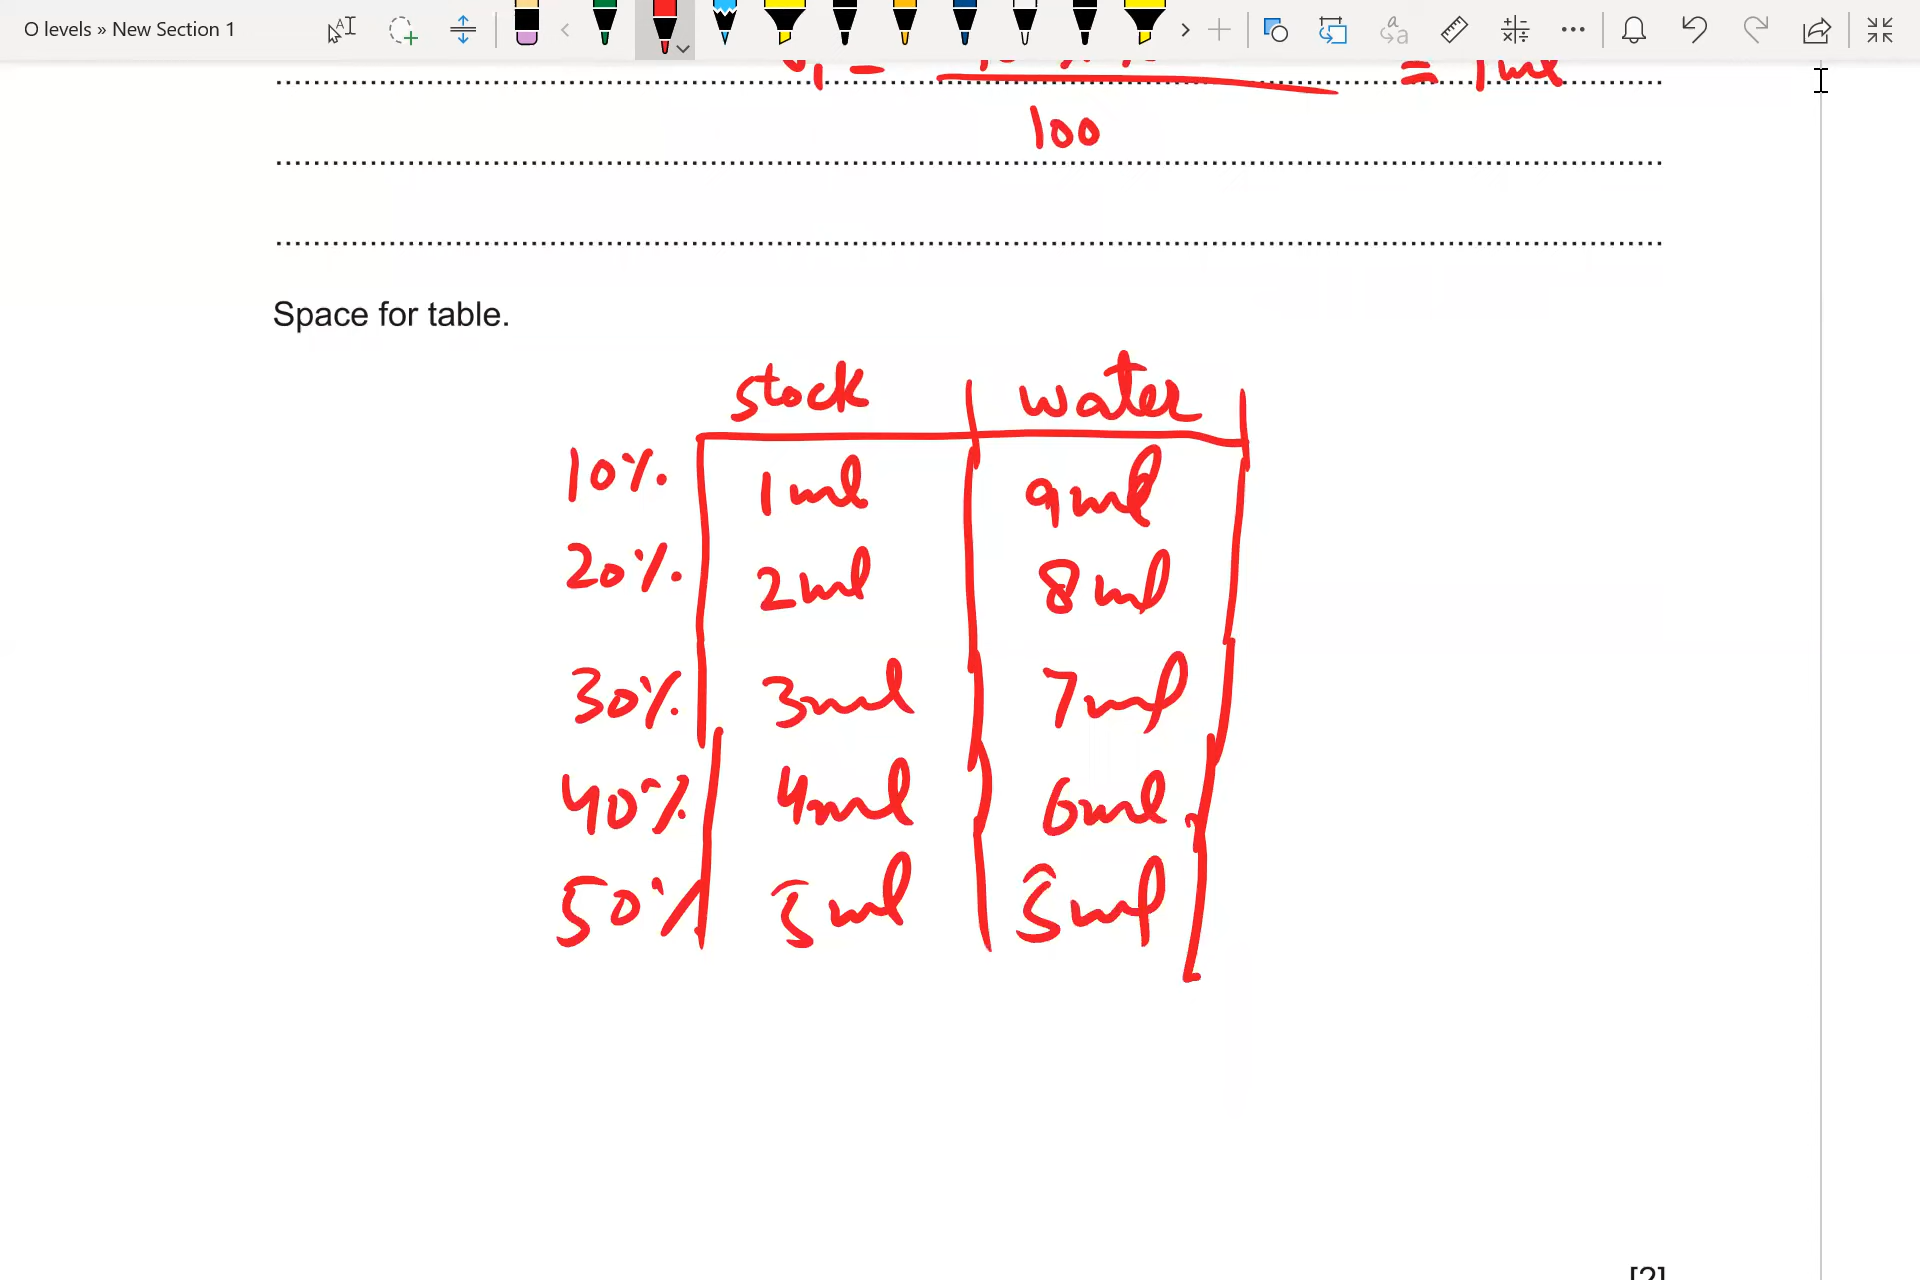 O levels » New Section 1
= 1ml
100
Space for table.
stock water
10% 1ml 9ml
20% 2ml 8ml
30% 3ml 7ml
40% 4ml 6ml
50% 5ml 5ml
[2]